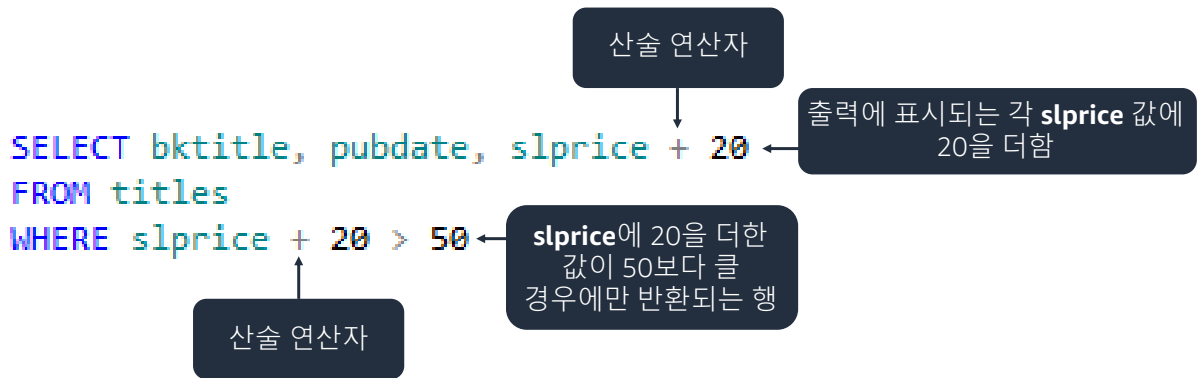 산술 연산자
출력에 표시되는 각 slprice 값에
20을 더함
SELECT bktitle, pubdate, slprice + 20
FROM titles
WHERE slprice + 20 > 50
slprice에 20을 더한
값이 50보다 클
경우에만 반환되는 행
산술 연산자